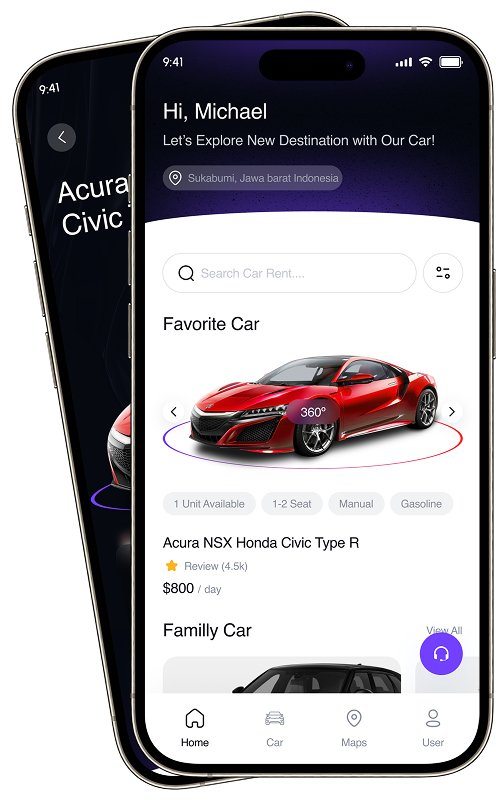 9:41
Acura
Civic
9:41
Hi, Michael
Let's Explore New Destination with Our Car!
Sukabumi, Jawa barat Indonesia
Search Car Rent....
Favorite Car
360°
1 Unit Available
1-2 Seat
Manual
Gasoline
Acura NSX Honda Civic Type R
Review (4.5k)
$800 / day
Familly Car
View All
Home
Car
Maps
User